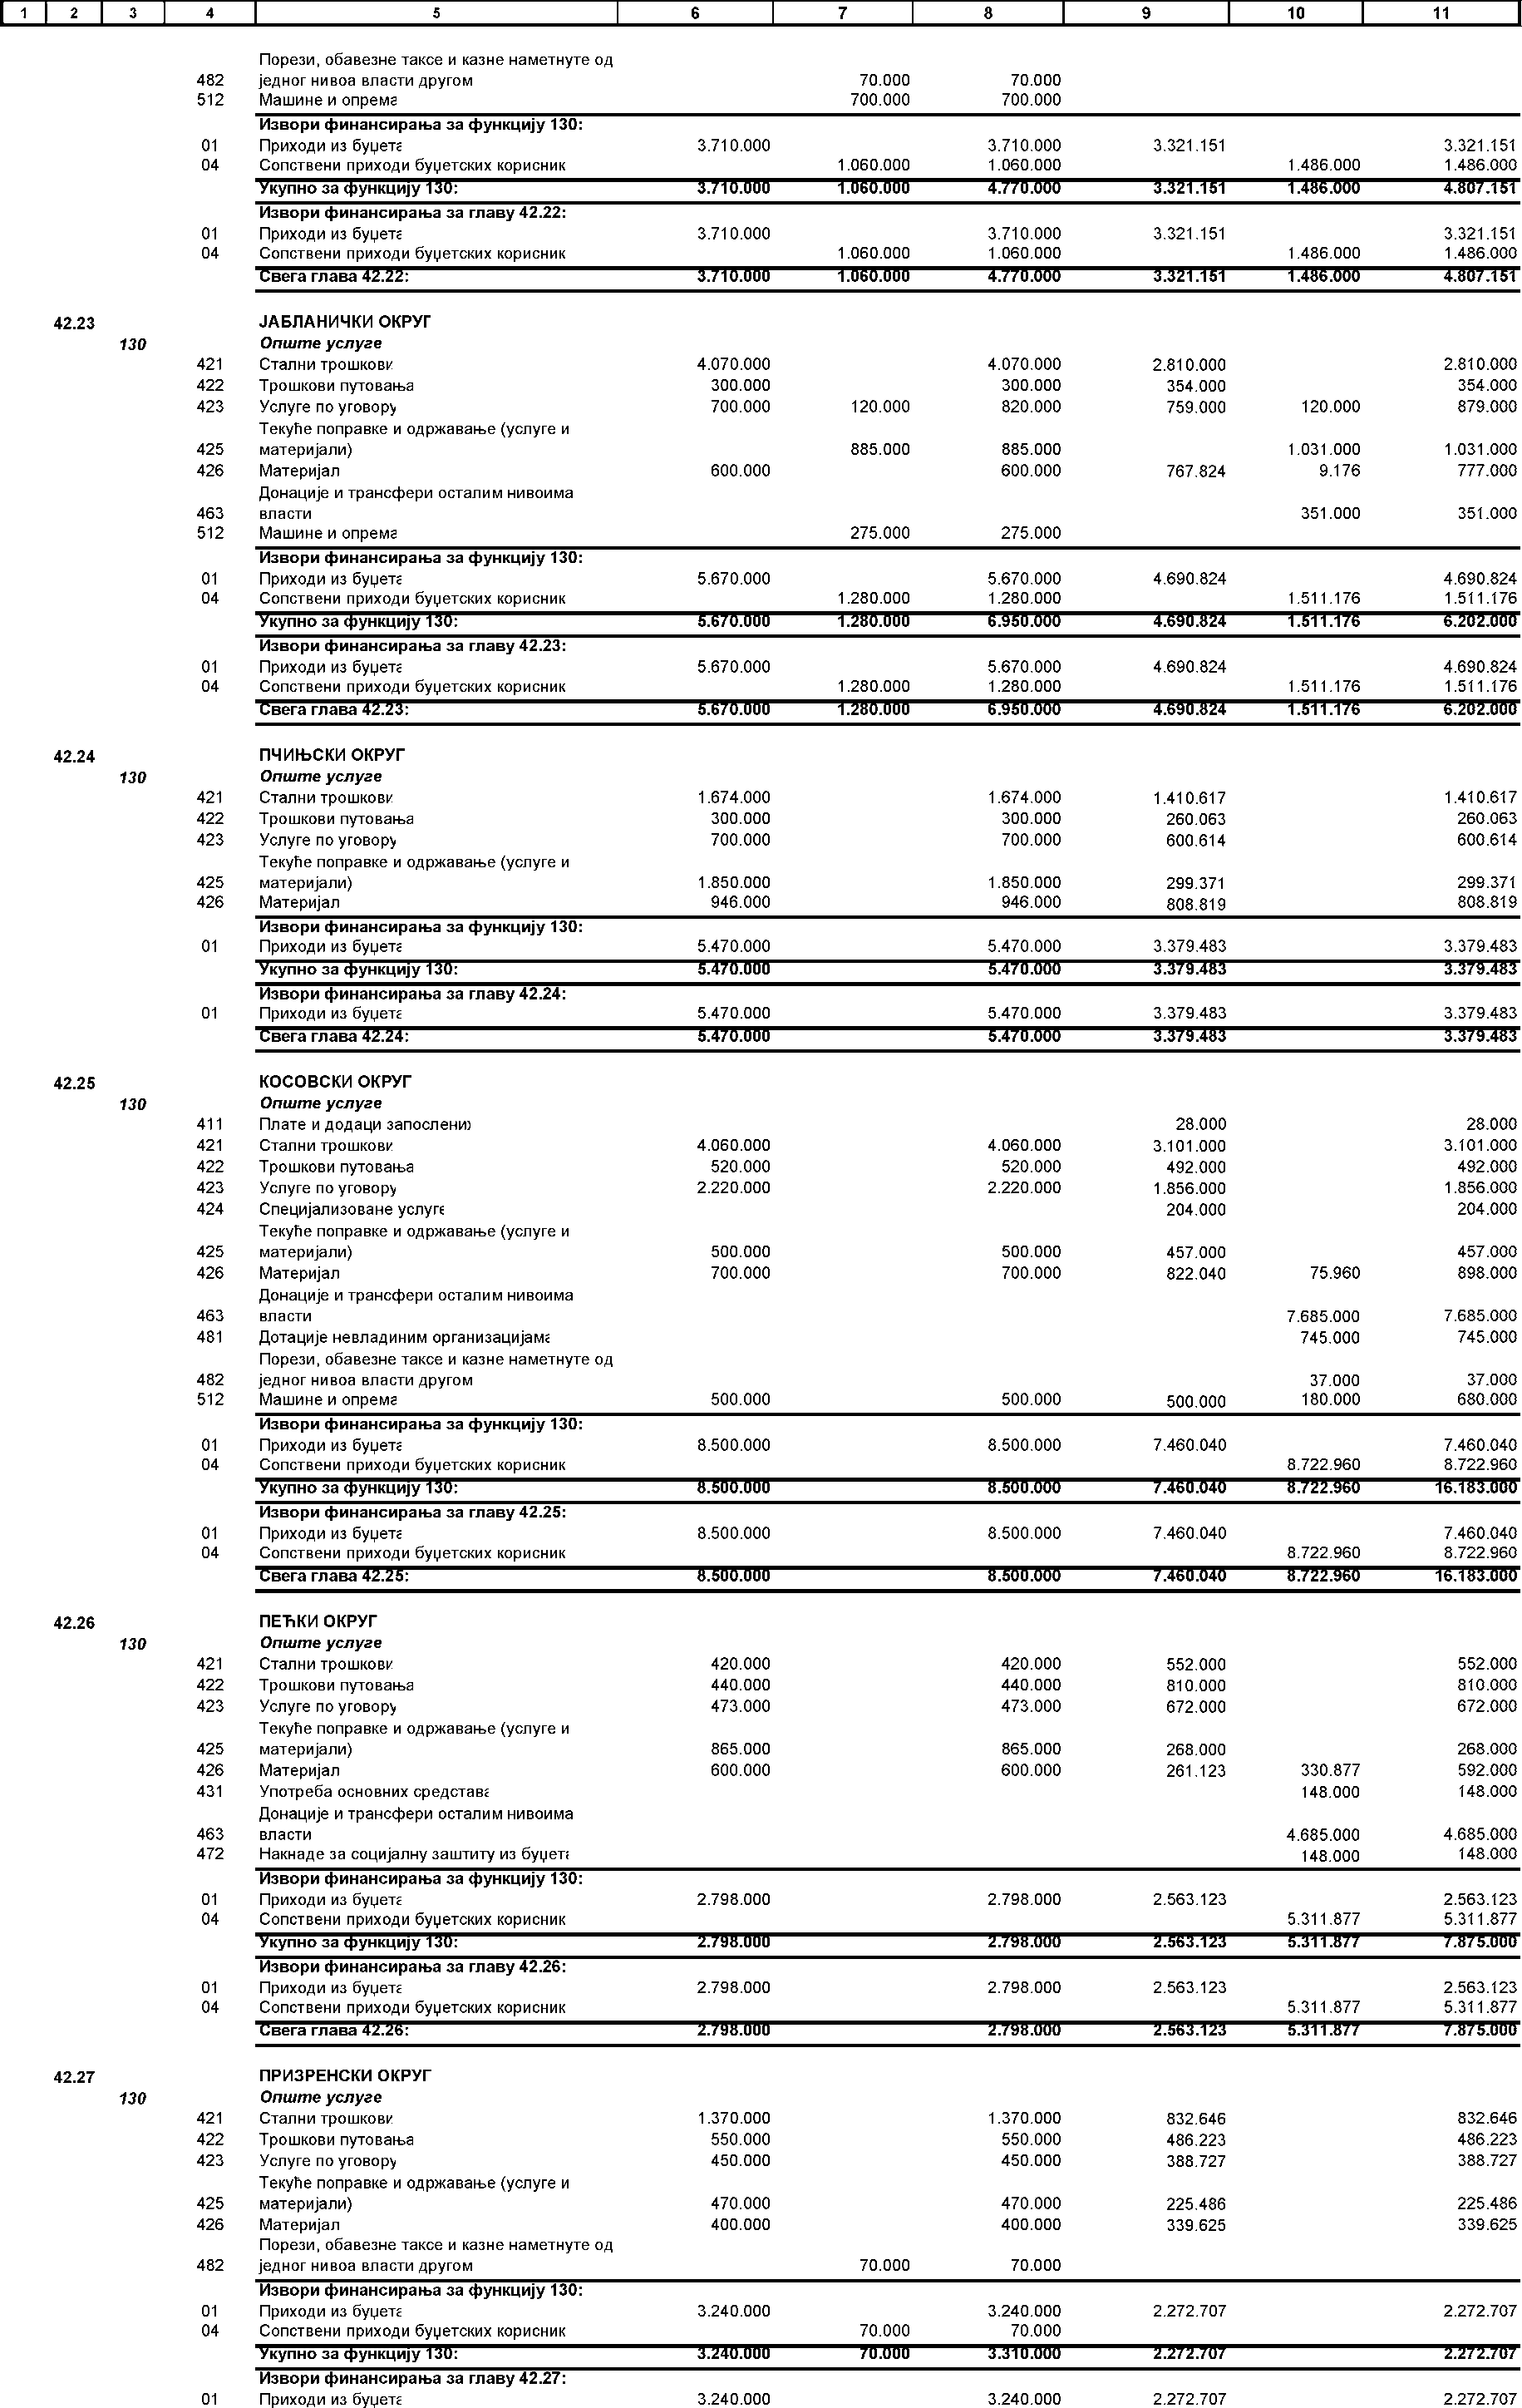 1 2 3 4 5 6 7 8 9 10 11
Порези, обавезне таксе и казне наметнуте од
482 једног нивоа власти другом 70.000 70.000
512 Машине и опрема 700.000 700.000
Извори финансирања за функцију 130:
01 Приходи из буџета 3.710.000 3.710.000 3.321.151 3.321.151
04 Сопствени приходи буџетских корисник 1.060.000 1.060.000 1.486.000 1.486.000
Укупно за функцију 130: 3.710.000 1.060.000 4.770.000 3.321.151 1.486.000 4.807.151
Извори финансирања за главу 42.22:
01 Приходи из буџета 3.710.000 3.710.000 3.321.151 3.321.151
04 Сопствени приходи буџетских корисник 1.060.000 1.060.000 1.486.000 1.486.000
Свега глава 42.22: 3.710.000 1.060.000 4.770.000 3.321.151 1.486.000 4.807.151
42.23 ЈАБЛАНИЧКИ ОКРУГ
130 Опште услуге
421 Стални трошкови 4.070.000 4.070.000 2.810.000 2.810.000
422 Трошкови путовања 300.000 300.000 354.000 354.000
423 Услуге по уговору 700.000 120.000 820.000 759.000 120.000 879.000
Текуће поправке и одржавање (услуге и
425 материјали) 885.000 885.000 1.031.000 1.031.000
426 Материјал 600.000 600.000 767.824 9.176 777.000
Донације и трансфери осталим нивоима
463 власти 351.000 351.000
512 Машине и опрема 275.000 275.000
Извори финансирања за функцију 130:
01 Приходи из буџета 5.670.000 5.670.000 4.690.824 4.690.824
04 Сопствени приходи буџетских корисник 1.280.000 1.280.000 1.511.176 1.511.176
Укупно за функцију 130: 5.670.000 1.280.000 6.950.000 4.690.824 1.511.176 6.202.000
Извори финансирања за главу 42.23:
01 Приходи из буџета 5.670.000 5.670.000 4.690.824 4.690.824
04 Сопствени приходи буџетских корисник 1.280.000 1.280.000 1.511.176 1.511.176
Свега глава 42.23: 5.670.000 1.280.000 6.950.000 4.690.824 1.511.176 6.202.000
42.24 ПЧИЊСКИ ОКРУГ
130 Опште услуге
421 Стални трошкови 1.674.000 1.674.000 1.410.617 1.410.617
422 Трошкови путовања 300.000 300.000 260.063 260.063
423 Услуге по уговору 700.000 700.000 600.614 600.614
Текуће поправке и одржавање (услуге и
425 материјали) 1.850.000 1.850.000 299.371 299.371
426 Материјал 946.000 946.000 808.819 808.819
Извори финансирања за функцију 130:
01 Приходи из буџета 5.470.000 5.470.000 3.379.483 3.379.483
Укупно за функцију 130: 5.470.000 5.470.000 3.379.483 3.379.483
Извори финансирања за главу 42.24:
01 Приходи из буџета 5.470.000 5.470.000 3.379.483 3.379.483
Свега глава 42.24: 5.470.000 5.470.000 3.379.483 3.379.483
42.25 КОСОВСКИ ОКРУГ
130 Опште услуге
411 Плате и додаци запослених 28.000 28.000
421 Стални трошкови 4.060.000 4.060.000 3.101.000 3.101.000
422 Трошкови путовања 520.000 520.000 492.000 492.000
423 Услуге по уговору 2.220.000 2.220.000 1.856.000 1.856.000
424 Специјализоване услуге 204.000 204.000
Текуће поправке и одржавање (услуге и
425 материјали) 500.000 500.000 457.000 457.000
426 Материјал 700.000 700.000 822.040 75.960 898.000
Донације и трансфери осталим нивоима
463 власти 7.685.000 7.685.000
481 Дотације невладиним организацијама 745.000 745.000
Порези, обавезне таксе и казне наметнуте од
482 једног нивоа власти другом 37.000 37.000
512 Машине и опрема 500.000 500.000 500.000 180.000 680.000
Извори финансирања за функцију 130:
01 Приходи из буџета 8.500.000 8.500.000 7.460.040 7.460.040
04 Сопствени приходи буџетских корисник 8.722.960 8.722.960
Укупно за функцију 130: 8.500.000 8.500.000 7.460.040 8.722.960 16.183.000
Извори финансирања за главу 42.25:
01 Приходи из буџета 8.500.000 8.500.000 7.460.040 7.460.040
04 Сопствени приходи буџетских корисник 8.722.960 8.722.960
Свега глава 42.25: 8.500.000 8.500.000 7.460.040 8.722.960 16.183.000
42.26 ПЕЋКИ ОКРУГ
130 Опште услуге
421 Стални трошкови 420.000 420.000 552.000 552.000
422 Трошкови путовања 440.000 440.000 810.000 810.000
423 Услуге по уговору 473.000 473.000 672.000 672.000
Текуће поправке и одржавање (услуге и
425 материјали) 865.000 865.000 268.000 268.000
426 Материјал 600.000 600.000 261.123 330.877 592.000
431 Употреба основних средстава 148.000 148.000
Донације и трансфери осталим нивоима
463 власти 4.685.000 4.685.000
472 Накнаде за социјалну заштиту из буџета 148.000 148.000
Извори финансирања за функцију 130:
01 Приходи из буџета 2.798.000 2.798.000 2.563.123 2.563.123
04 Сопствени приходи буџетских корисник 5.311.877 5.311.877
Укупно за функцију 130: 2.798.000 2.798.000 2.563.123 5.311.877 7.875.000
Извори финансирања за главу 42.26:
01 Приходи из буџета 2.798.000 2.798.000 2.563.123 2.563.123
04 Сопствени приходи буџетских корисник 5.311.877 5.311.877
Свега глава 42.26: 2.798.000 2.798.000 2.563.123 5.311.877 7.875.000
42.27 ПРИЗРЕНСКИ ОКРУГ
130 Опште услуге
421 Стални трошкови 1.370.000 1.370.000 832.646 832.646
422 Трошкови путовања 550.000 550.000 486.223 486.223
423 Услуге по уговору 450.000 450.000 388.727 388.727
Текуће поправке и одржавање (услуге и
425 материјали) 470.000 470.000 225.486 225.486
426 Материјал 400.000 400.000 339.625 339.625
Порези, обавезне таксе и казне наметнуте од
482 једног нивоа власти другом 70.000 70.000
Извори финансирања за функцију 130:
01 Приходи из буџета 3.240.000 3.240.000 2.272.707 2.272.707
04 Сопствени приходи буџетских корисник 70.000 70.000
Укупно за функцију 130: 3.240.000 70.000 3.310.000 2.272.707 2.272.707
Извори финансирања за главу 42.27:
01 Приходи из буџета 3.240.000 3.240.000 2.272.707 2.272.707